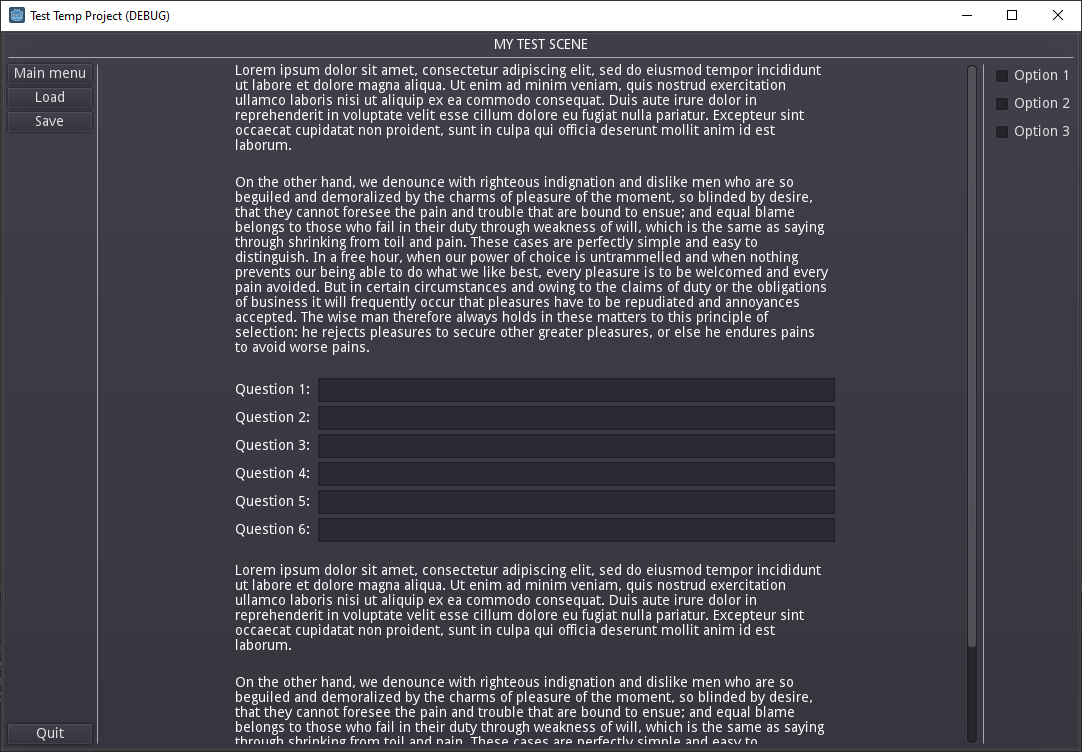 Test Temp Project (DEBUG)
MY TEST SCENE
Main menu
Load
Save
Quit
Lorem ipsum dolor sit amet, consectetur adipiscing elit, sed do eiusmod tempor incididunt
ut labore et dolore magna aliqua. Ut enim ad minim veniam, quis nostrud exercitation
ullamco laboris nisi ut aliquip ex ea commodo consequat. Duis aute irure dolor in
reprehenderit in voluptate velit esse cillum dolore eu fugiat nulla pariatur. Excepteur sint
occaecat cupidatat non proident, sunt in culpa qui officia deserunt mollit anim id est
laborum.
On the other hand, we denounce with righteous indignation and dislike men who are so
beguiled and demoralized by the charms of pleasure of the moment, so blinded by desire,
that they cannot foresee the pain and trouble that are bound to ensue; and equal blame
belongs to those who fail in their duty through weakness of will, which is the same as saying
through shrinking from toil and pain. These cases are perfectly simple and easy to
distinguish. In a free hour, when our power of choice is untrammelled and when nothing
prevents our being able to do what we like best, every pleasure is to be welcomed and every
pain avoided. But in certain circumstances and owing to the claims of duty or the obligations
of business it will frequently occur that pleasures have to be repudiated and annoyances
accepted. The wise man therefore always holds in these matters to this principle of
selection: he rejects pleasures to secure other greater pleasures, or else he endures pains
to avoid worse pains.
Question 1:
Question 2:
Question 3:
Question 4:
Question 5:
Question 6:
Lorem ipsum dolor sit amet, consectetur adipiscing elit, sed do eiusmod tempor incididunt
ut labore et dolore magna aliqua. Ut enim ad minim veniam, quis nostrud exercitation
ullamco laboris nisi ut aliquip ex ea commodo consequat. Duis aute irure dolor in
reprehenderit in voluptate velit esse cillum dolore eu fugiat nulla pariatur. Excepteur sint
occaecat cupidatat non proident, sunt in culpa qui officia deserunt mollit anim id est
laborum.
On the other hand, we denounce with righteous indignation and dislike men who are so
beguiled and demoralized by the charms of pleasure of the moment, so blinded by desire,
that they cannot foresee the pain and trouble that are bound to ensue; and equal blame
belongs to those who fail in their duty through weakness of will, which is the same as saying
through shrinking from toil and pain. These cases are perfectly simple and easy to
Option 1
Option 2
Option 3